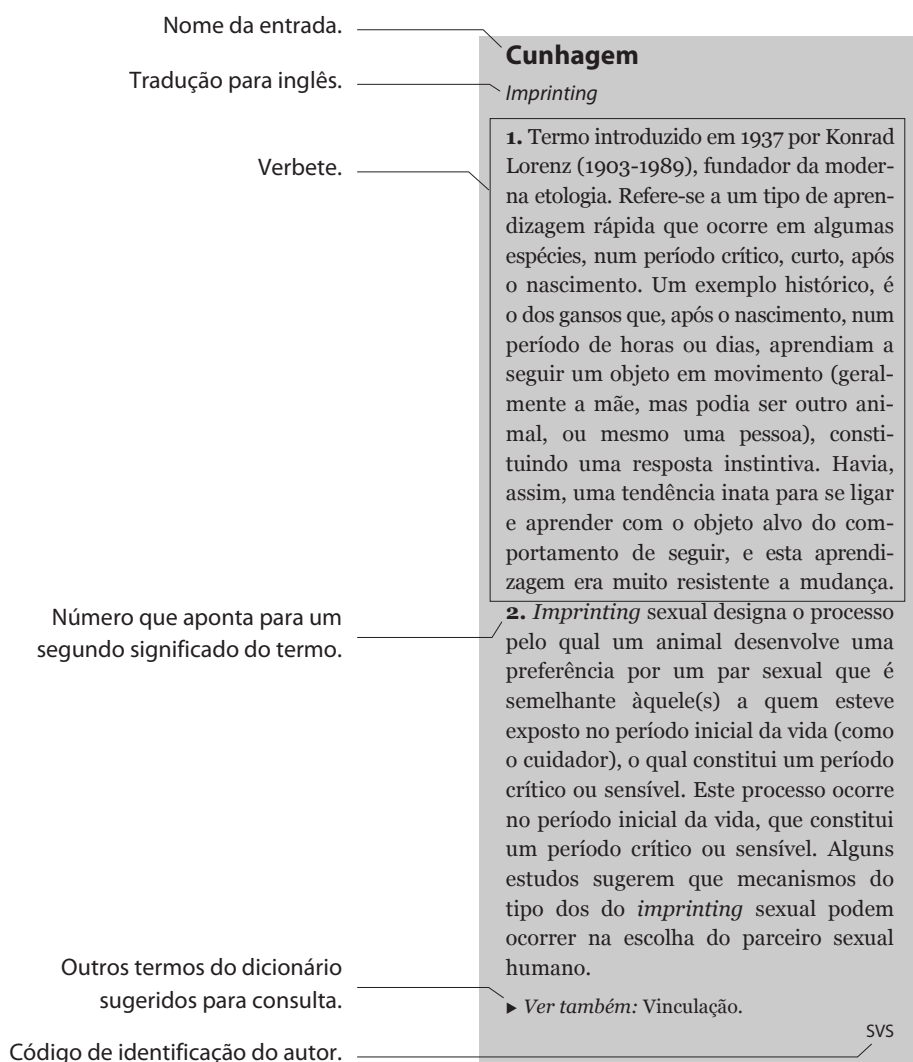 Nome da entrada.
Cunhagem
Tradução para inglês.
Imprinting
Verbete.
1. Termo introduzido em 1937 por Konrad
Lorenz (1903-1989), fundador da moder-
na etologia. Refere-se a um tipo de apren-
dizagem rápida que ocorre em algumas
espécies, num período crítico, curto, após
o nascimento. Um exemplo histórico, é
o dos gansos que, após o nascimento, num
período de horas ou dias, aprendiam a
seguir um objeto em movimento (geral-
mente a mãe, mas podia ser outro ani-
mal, ou mesmo uma pessoa), consti-
tuindo uma resposta instintiva. Havia,
assim, uma tendência inata para se ligar
e aprender com o objeto alvo do com-
portamento de seguir, e esta aprendi-
zagem era muito resistente a mudança.
Número que aponta para um
segundo significado do termo.
2. Imprinting sexual designa o processo
pelo qual um animal desenvolve uma
preferência por um par sexual que é
semelhante àquele(s) a quem esteve
exposto no período inicial da vida (como
o cuidador), o qual constitui um período
crítico ou sensível. Este processo ocorre
no período inicial da vida, que constitui
um período crítico ou sensível. Alguns
estudos sugerem que mecanismos do
tipo dos do imprinting sexual podem
ocorrer na escolha do parceiro sexual
humano.
Outros termos do dicionário
sugeridos para consulta.
▶ Ver também: Vinculação.
Código de identificação do autor.
SVS